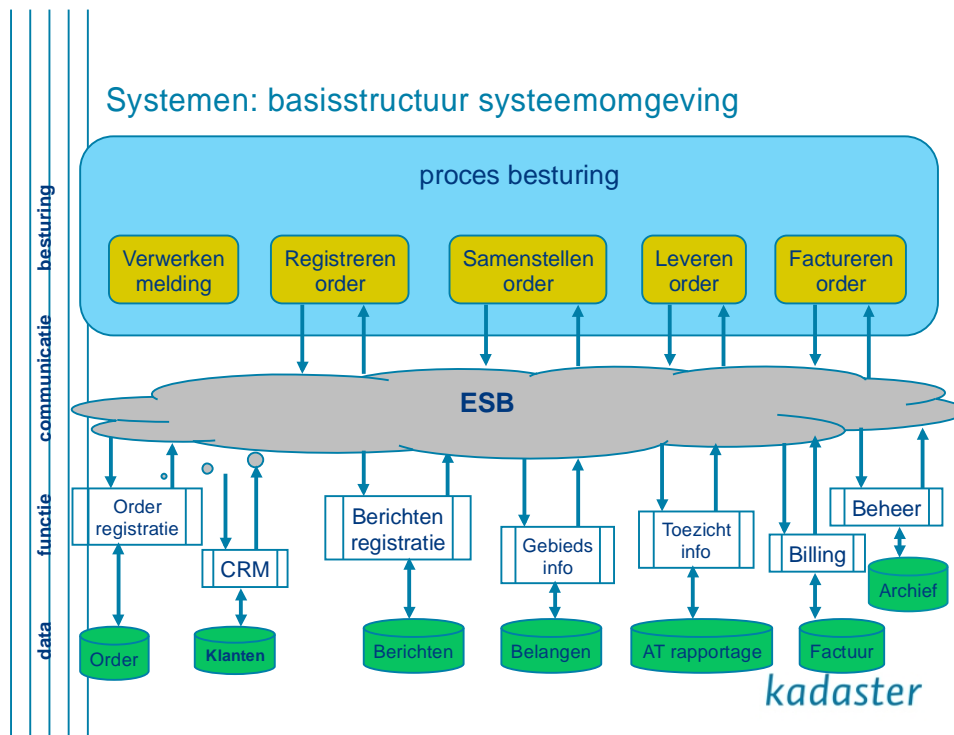 Systemen: basisstructuur systeemomgeving
proces besturing
Verwerken
melding
Registreren
order
Samenstellen
order
Leveren
order
Factureren
order
ESB
Order
registratie
CRM
Berichten
registratie
Gebieds
info
Toezicht
info
Billing
Beheer
Order
Klanten
Berichten
Belangen
AT rapportage
Factuur
Archief
besturing
communicatie
functie
data
kadaster